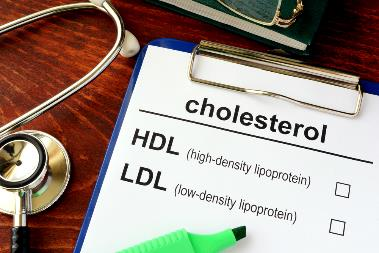 cholesterol
HDL (high-density lipoprotein)
LDL (low-density lipoprotein)